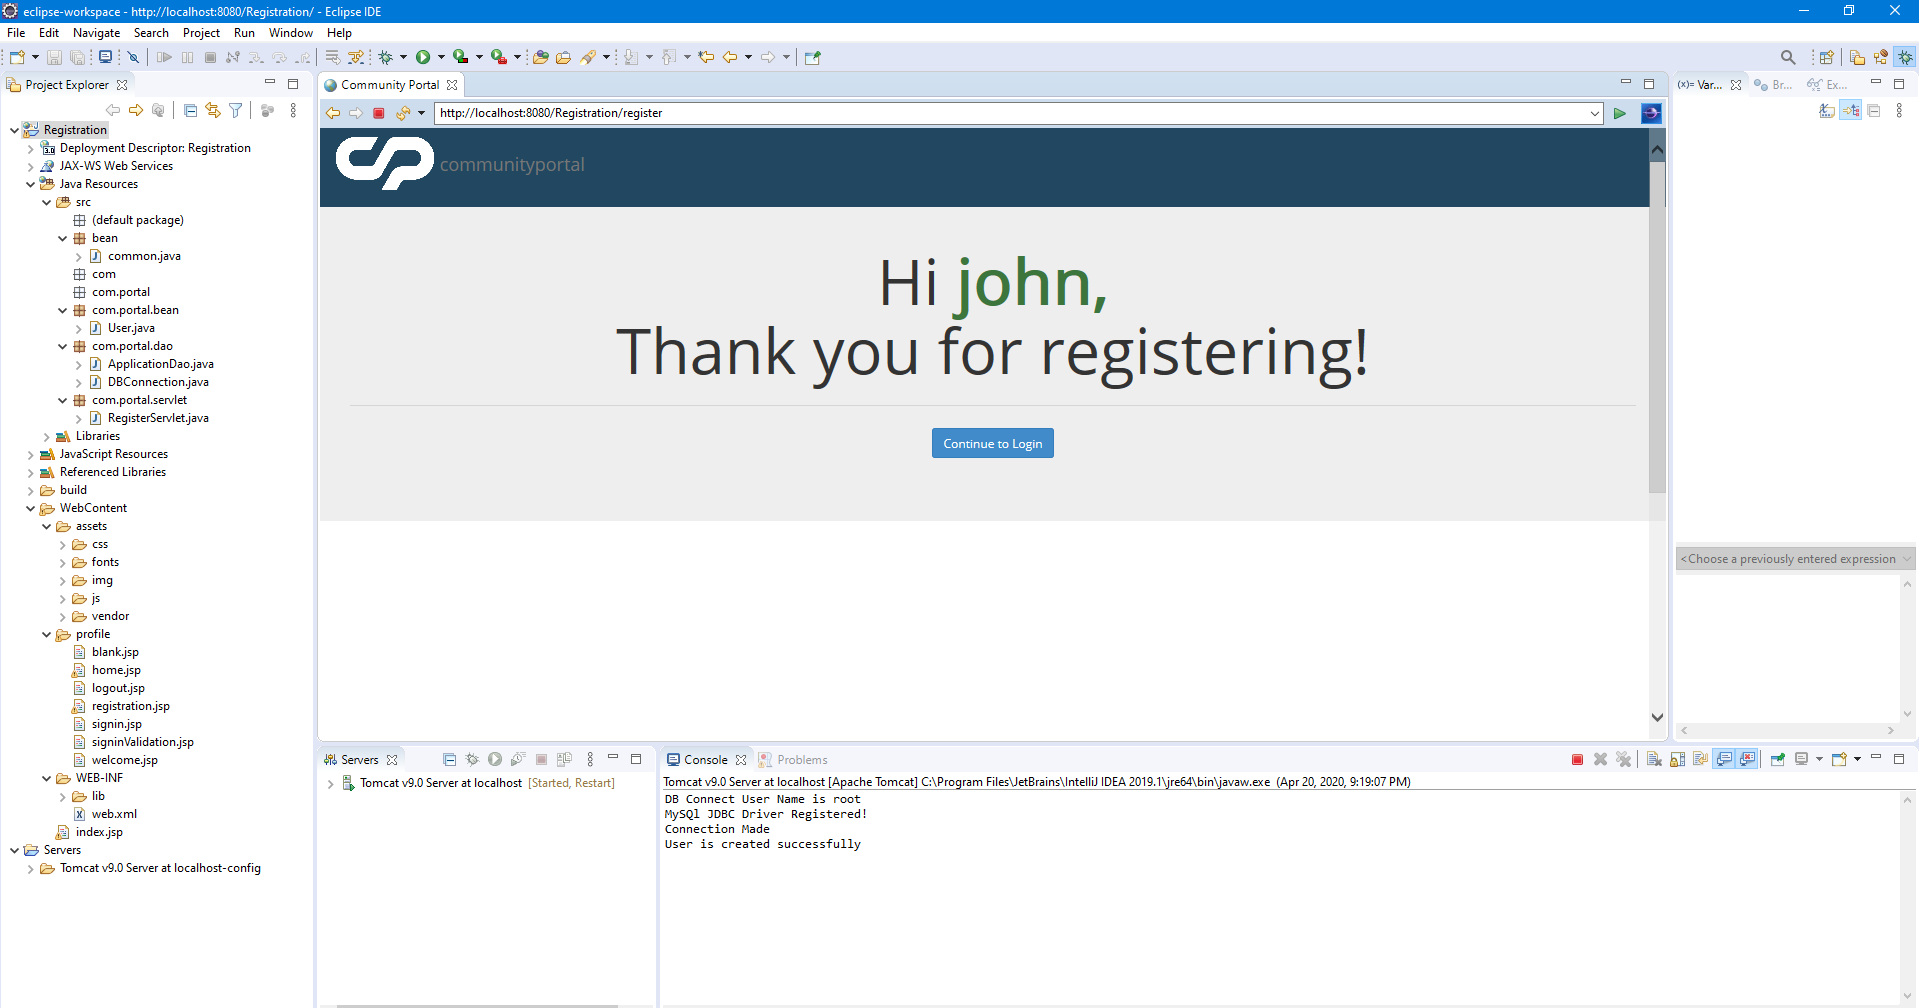 eclipse-workspace - http://localhost:8080/Registration/ - Eclipse IDE
File Edit Navigate Search Project Run Window Help
Project Explorer
Registration
Deployment Descriptor: Registration
JAX-WS Web Services
Java Resources
src
(default package)
bean
common.java
com
com.portal
com.portal.bean
User.java
com.portal.dao
ApplicationDao.java
DBConnection.java
com.portal.servlet
RegisterServlet.java
Libraries
JavaScript Resources
Referenced Libraries
build
WebContent
assets
css
fonts
img
js
vendor
profile
blank.jsp
home.jsp
logout.jsp
registration.jsp
signin.jsp
signinValidation.jsp
welcome.jsp
WEB-INF
lib
web.xml
index.jsp
Servers
Tomcat v9.0 Server at localhost-config
Community Portal
http://localhost:8080/Registration/register
cp communityportal
Hi john,
Thank you for registering!
Continue to Login
(x)= Var... Br... Ex...
<Choose a previously entered expression
Servers
Tomcat v9.0 Server at localhost [Started, Restart]
Console Problems
Tomcat v9.0 Server at localhost [Apache Tomcat] C:\Program Files\JetBrains\IntelliJ IDEA 2019.1\jre64\bin\javaw.exe (Apr 20, 2020, 9:19:07 PM)
DB Connect User Name is root
MySQl JDBC Driver Registered!
Connection Made
User is created successfully